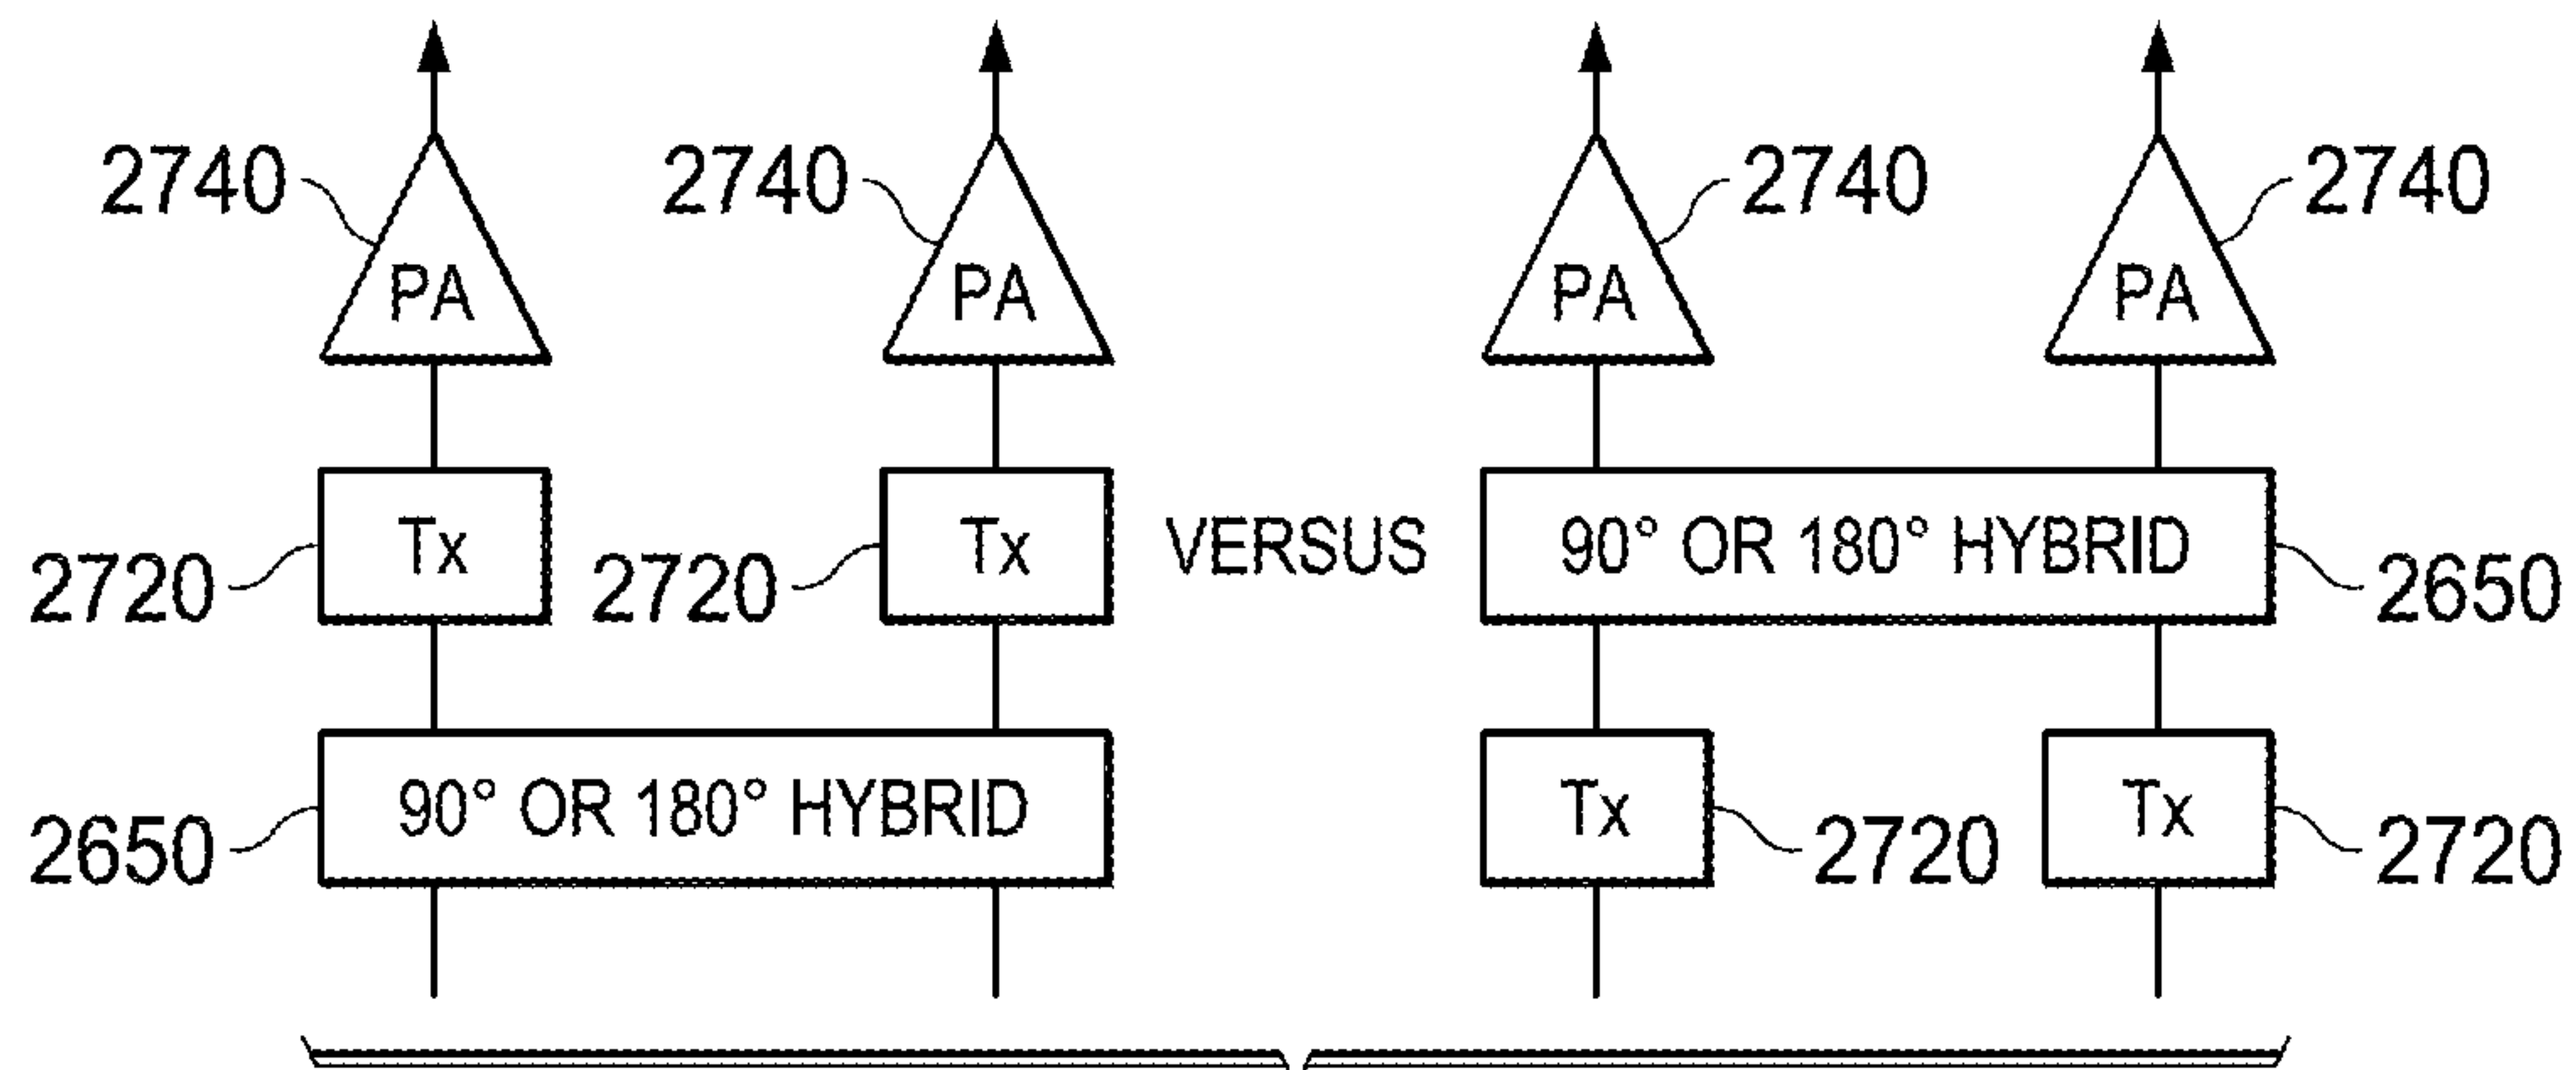 2740 2740 2740 2740
PA PA PA PA
Tx Tx VERSUS 90° OR 180° HYBRID
2720 2720 2650
90° OR 180° HYBRID Tx Tx
2650 2720 2720